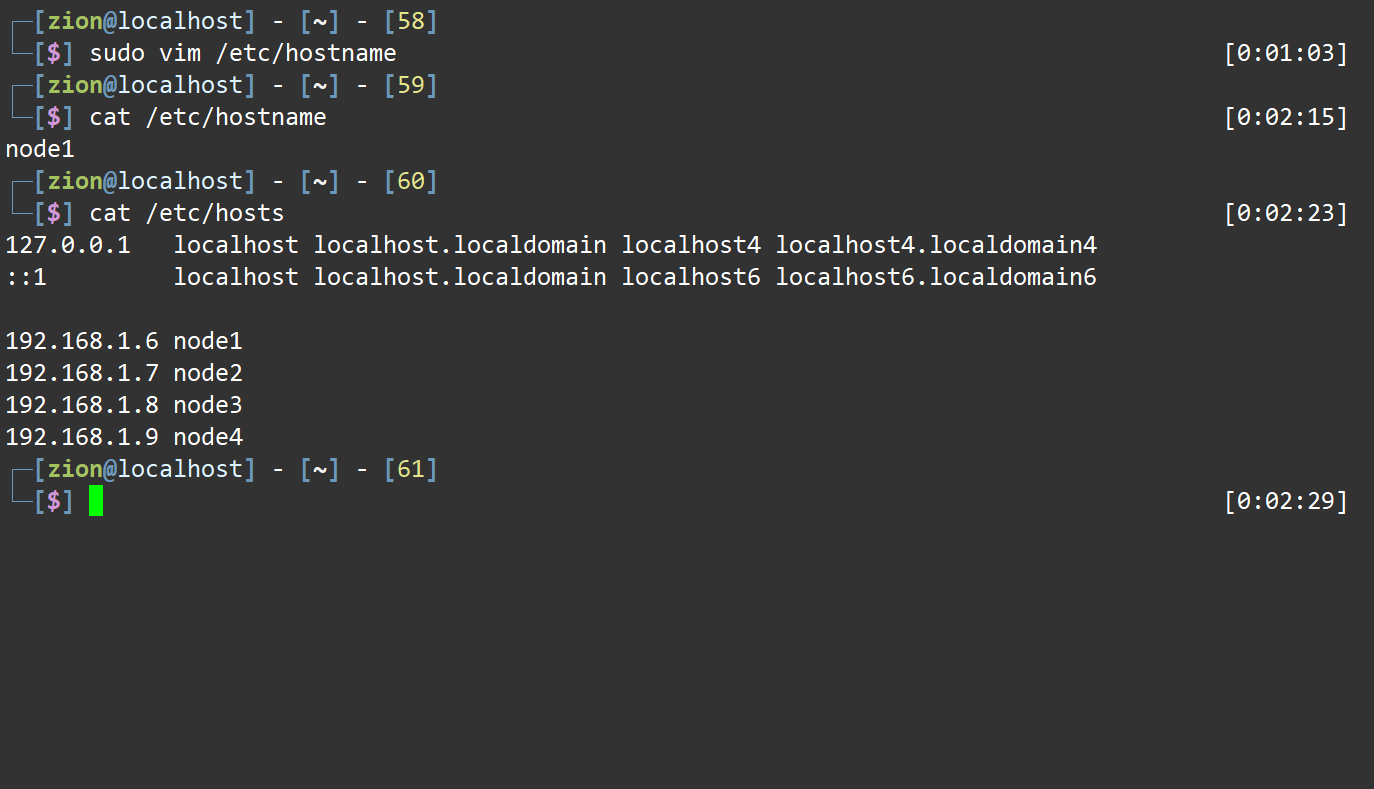 ┌─[zion@localhost] - [~] - [58]
└─[$] sudo vim /etc/hostname [0:01:03]
┌─[zion@localhost] - [~] - [59]
└─[$] cat /etc/hostname [0:02:15]
node1
┌─[zion@localhost] - [~] - [60]
└─[$] cat /etc/hosts [0:02:23]
127.0.0.1   localhost localhost.localdomain localhost4 localhost4.localdomain4
::1         localhost localhost.localdomain localhost6 localhost6.localdomain6
192.168.1.6 node1
192.168.1.7 node2
192.168.1.8 node3
192.168.1.9 node4
┌─[zion@localhost] - [~] - [61]
└─[$] [0:02:29]